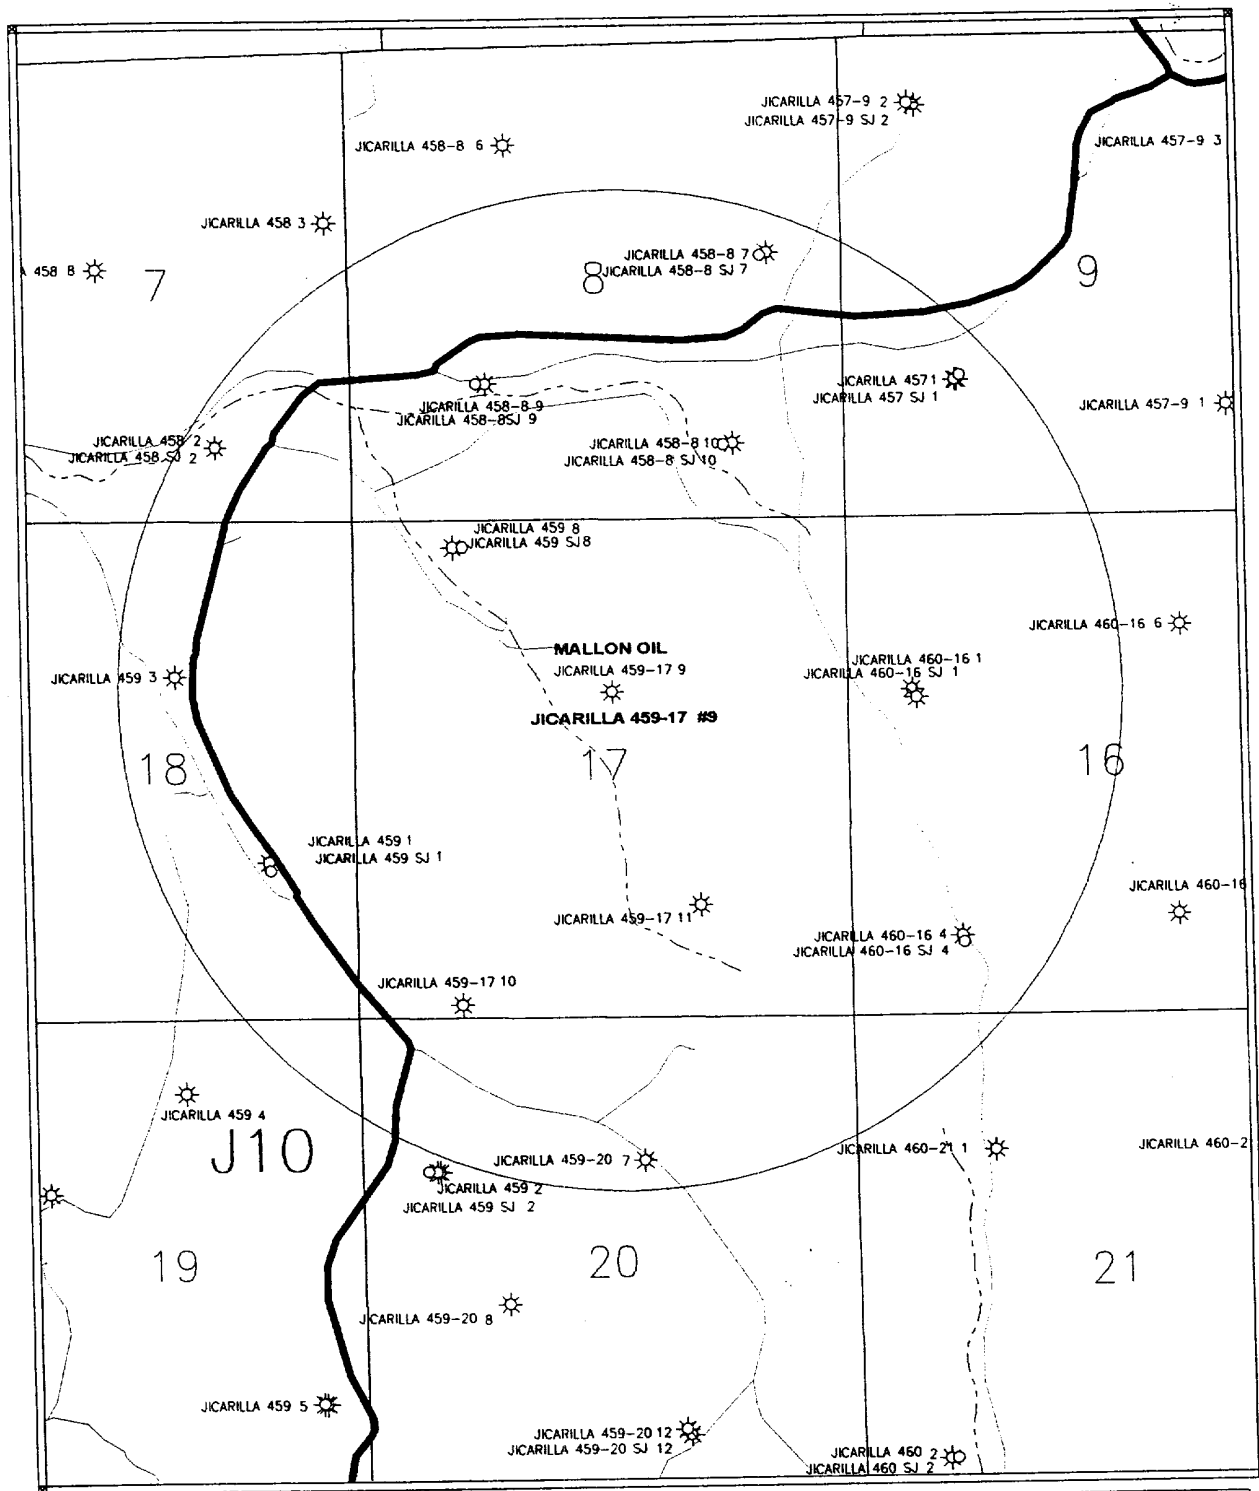 JICARILLA 457-9 2
JICARILLA 457-9 SJ 2
JICARILLA 457-9 3
JICARILLA 458-8 6
JICARILLA 458 3
JICARILLA 458-8 7
JICARILLA 458-8 SJ 7
458 8
7
8
9
JICARILLA 457 1
JICARILLA 457 SJ 1
JICARILLA 457-9 1
JICARILLA 458-8 9
JICARILLA 458-8SJ 9
JICARILLA 458 2
JICARILLA 458 SJ 2
JICARILLA 458-8 10
JICARILLA 458-8 SJ 10
JICARILLA 459 8
JICARILLA 459 SJ8
JICARILLA 460-16 6
MALLON OIL
JICARILLA 459-17 9
JICARILLA 459-17 #9
JICARILLA 460-16 1
JICARILLA 460-16 SJ 1
JICARILLA 459 3
18
17
16
JICARILLA 459 1
JICARILLA 459 SJ 1
JICARILLA 460-16
JICARILLA 459-17 11
JICARILLA 460-16 4
JICARILLA 460-16 SJ 4
JICARILLA 459-17 10
JICARILLA 459 4
J10
JICARILLA 459-20 7
JICARILLA 460-21 1
JICARILLA 460-2
JICARILLA 459 2
JICARILLA 459 SJ 2
19
20
21
JICARILLA 459-20 8
JICARILLA 459 5
JICARILLA 459-20 12
JICARILLA 459-20 SJ 12
JICARILLA 460 2
JICARILLA 460 SJ 2